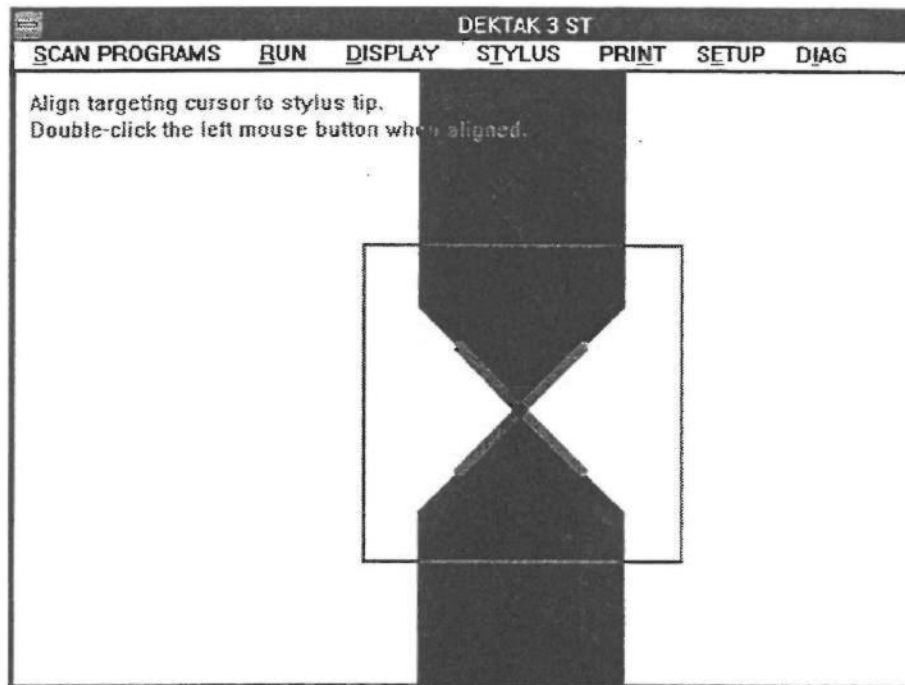 DEKTAK 3 ST
SCAN PROGRAMS RUN DISPLAY STYLUS PRINT SETUP DIAG
Align targeting cursor to stylus tip.
Double-click the left mouse button when aligned.